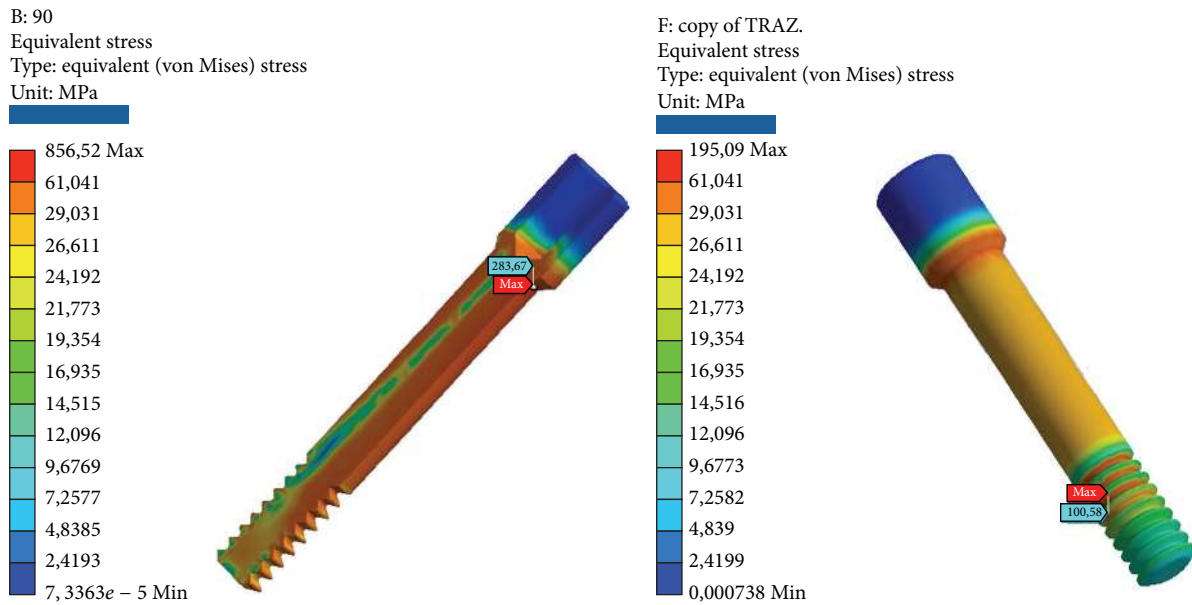 B: 90
Equivalent stress
Type: equivalent (von Mises) stress
Unit: MPa
856,52 Max
61,041
29,031
26,611
24,192
21,773
19,354
16,935
14,515
12,096
9,6769
7,2577
4,8385
2,4193
7, 3363e − 5 Min
283,67
Max
F: copy of TRAZ.
Equivalent stress
Type: equivalent (von Mises) stress
Unit: MPa
195,09 Max
61,041
29,031
26,611
24,192
21,773
19,354
16,935
14,516
12,096
9,6773
7,2582
4,839
2,4199
0,000738 Min
Max
100,58